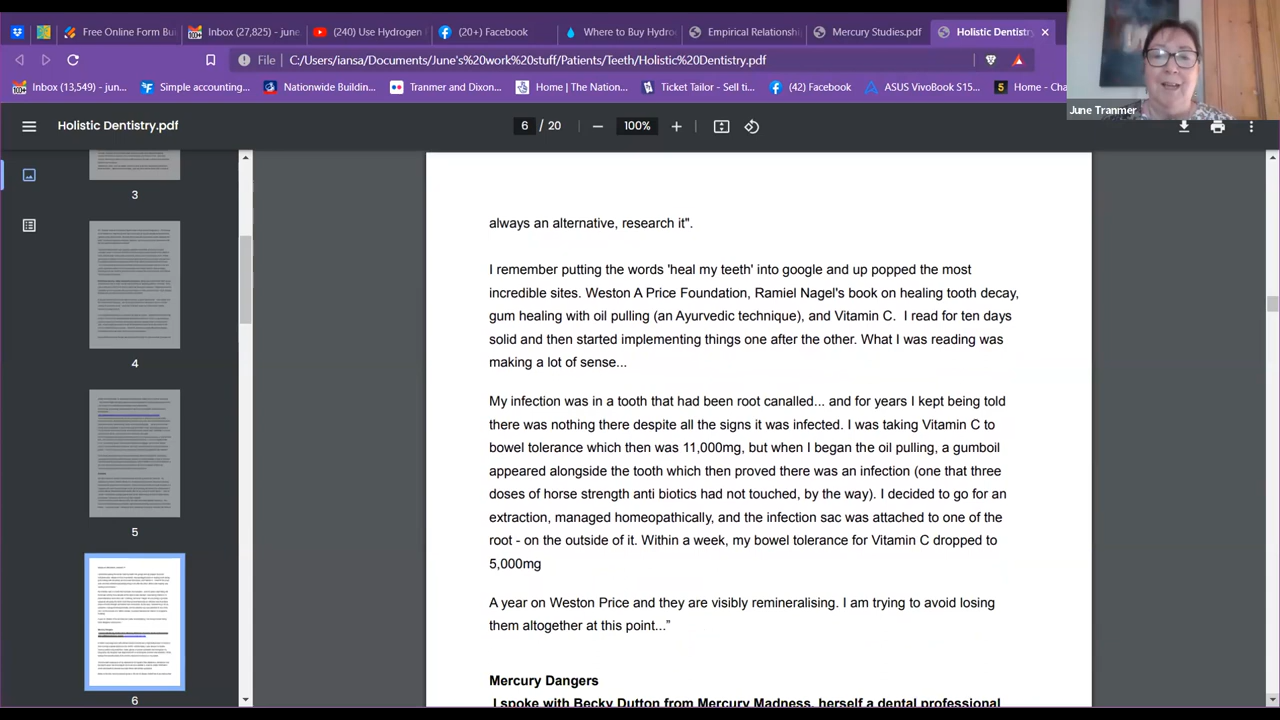 Free Online Form Bui
Inbox (27,825) - june
(240) Use Hydrogen
(20+) Facebook
Where to Buy Hydro
Empirical Relationsh
Mercury Studies.pdf
Holistic Dentistry
File C:/Users/iansa/Documents/June's%20work%20stuff/Patients/Teeth/Holistic%20Dentistry.pdf
Inbox (13,549) - jun...
Simple accounting...
Nationwide Buildin...
Tranmer and Dixon...
Home | The Nation...
Ticket Tailor - Sell ti...
(42) Facebook
ASUS VivoBook S15...
Home - Cha
June Tranmer
Holistic Dentistry.pdf
6 / 20
100%
3
4
5
6
always an alternative, research it".
I remember putting the words 'heal my teeth' into google and up popped the most
incredible sites. Weston A Price Foundation, Ramiel Nagel's book on healing tooth decay,
gum healing with oil pulling (an Ayurvedic technique), and Vitamin C. I read for ten days
solid and then started implementing things one after the other. What I was reading was
making a lot of sense...
My infection was in a tooth that had been root canalled... and for years I kept being told
there was nothing there despite all the signs it was infected. I was taking Vitamin C to
bowel tolerance which then was 11,000mg, but when I began the oil pulling, a gumboil
appeared alongside the tooth which then proved there was an infection (one that three
doses of horse strength anti biotics had not touched, by the way). I decided to go for an
extraction, managed homeopathically, and the infection sac was attached to one of the
root - on the outside of it. Within a week, my bowel tolerance for Vitamin C dropped to
5,000mg
A year on Weston Price and they are visibly remineralising. I am trying to avoid losing
them altogether at this point..."
Mercury Dangers
I spoke with Becky Dutton from Mercury Madness, herself a dental professional